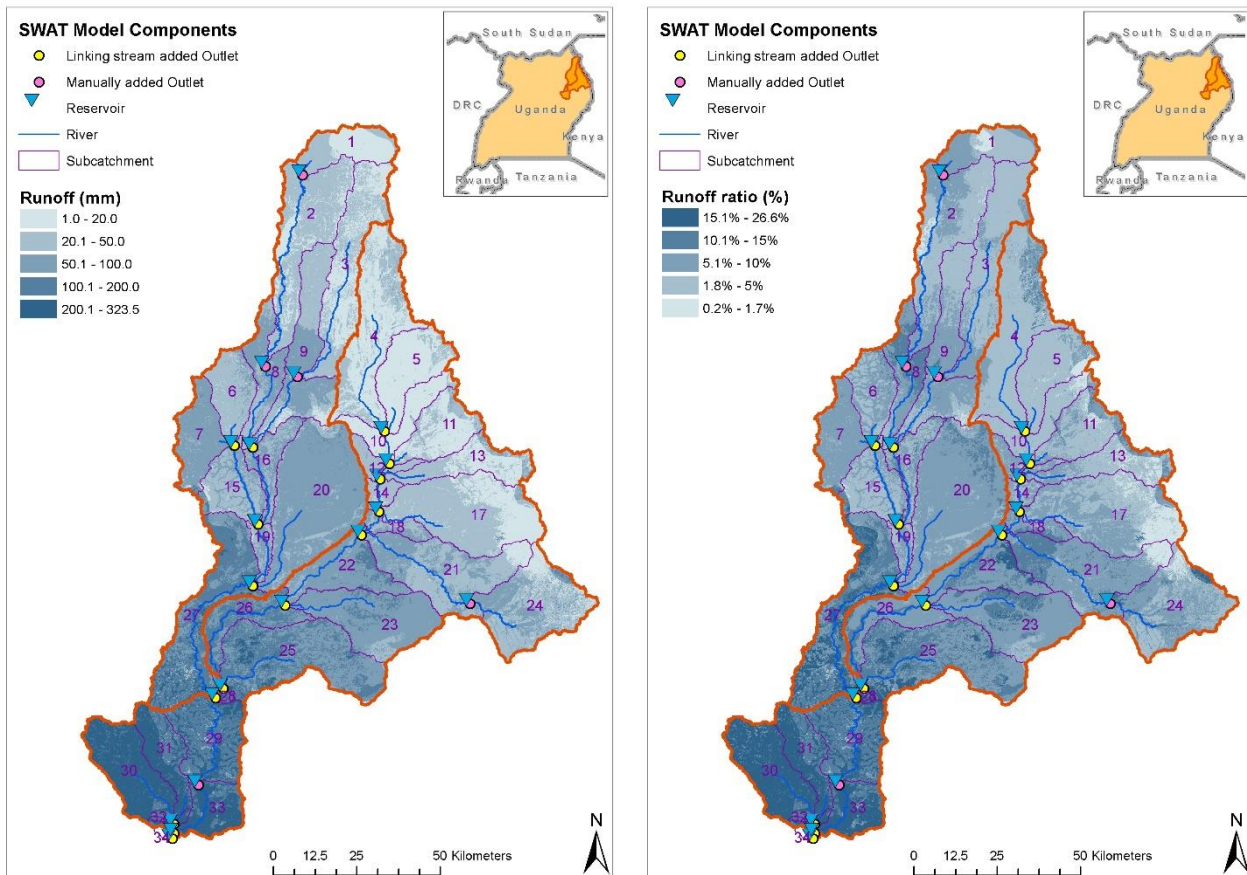 SWAT Model Components
Linking stream added Outlet
Manually added Outlet
Reservoir
River
Subcatchment
Runoff (mm)
1.0 - 20.0
20.1 - 50.0
50.1 - 100.0
100.1 - 200.0
200.1 - 323.5
South Sudan
DRC
Uganda
Kenya
Rwanda
Tanzania
1
2
3
4
5
9
8
6
7
10
11
16
12
13
15
20
14
17
19
18
22
21
26
24
27
23
25
28
29
31
30
33
32
34
N
0 12.5 25 50 Kilometers
SWAT Model Components
Linking stream added Outlet
Manually added Outlet
Reservoir
River
Subcatchment
Runoff ratio (%)
15.1% - 26.6%
10.1% - 15%
5.1% - 10%
1.8% - 5%
0.2% - 1.7%
South Sudan
DRC
Uganda
Kenya
Rwanda
Tanzania
1
2
3
4
5
9
8
6
7
10
11
16
12
13
15
20
14
17
19
18
22
21
26
24
27
23
25
28
29
31
30
33
32
34
N
0 12.5 25 50 Kilometers